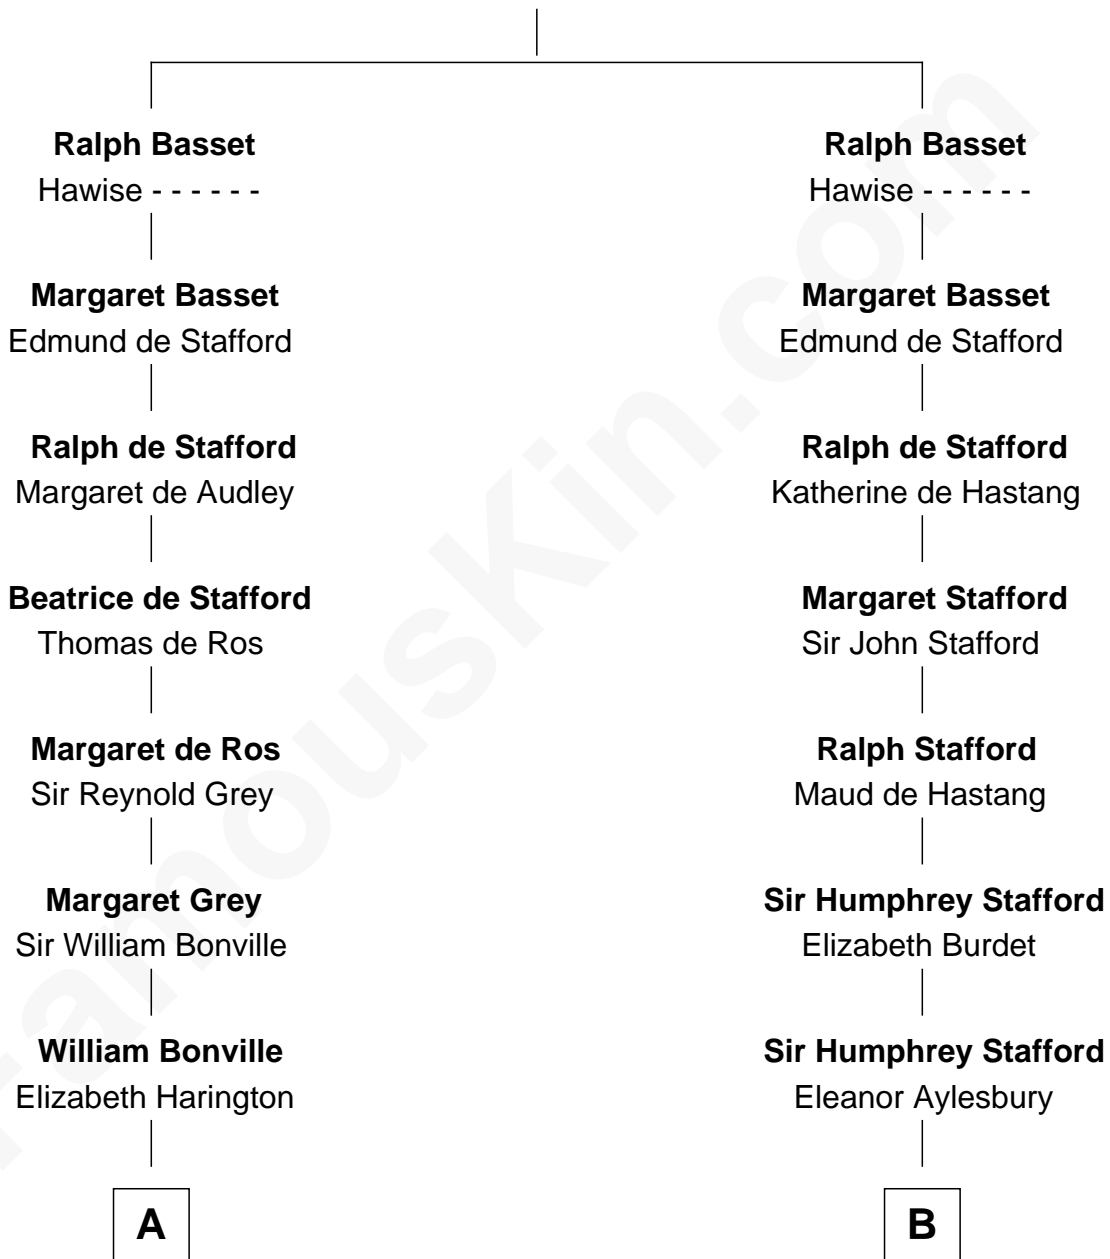 Ralph Basset
Hawise - - - - - -
Margaret Basset
Edmund de Stafford
Ralph de Stafford
Margaret de Audley
Beatrice de Stafford
Thomas de Ros
Margaret de Ros
Sir Reynold Grey
Margaret Grey
Sir William Bonville
William Bonville
Elizabeth Harington
A
Ralph Basset
Hawise - - - - - -
Margaret Basset
Edmund de Stafford
Ralph de Stafford
Katherine de Hastang
Margaret Stafford
Sir John Stafford
Ralph Stafford
Maud de Hastang
Sir Humphrey Stafford
Elizabeth Burdet
Sir Humphrey Stafford
Eleanor Aylesbury
B
FamousKin.com